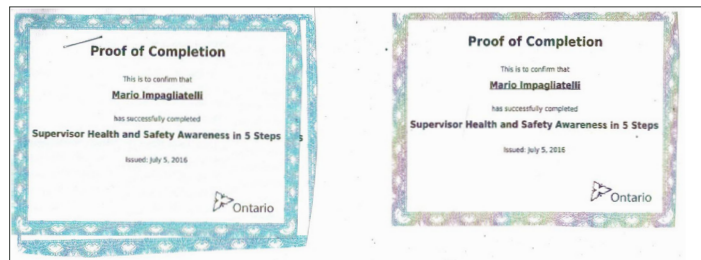 Proof of Completion
This is to confirm that
Mario Impagliatelli
has successfully completed
Supervisor Health and Safety Awareness in 5 Steps
s
Issued: July 5, 2016
Ontario
Proof of Completion
This is to confirm that
Mario Impagliatelli
has successfully completed
Supervisor Health and Safety Awareness in 5 Steps
Issued: July 5, 2016
Ontario